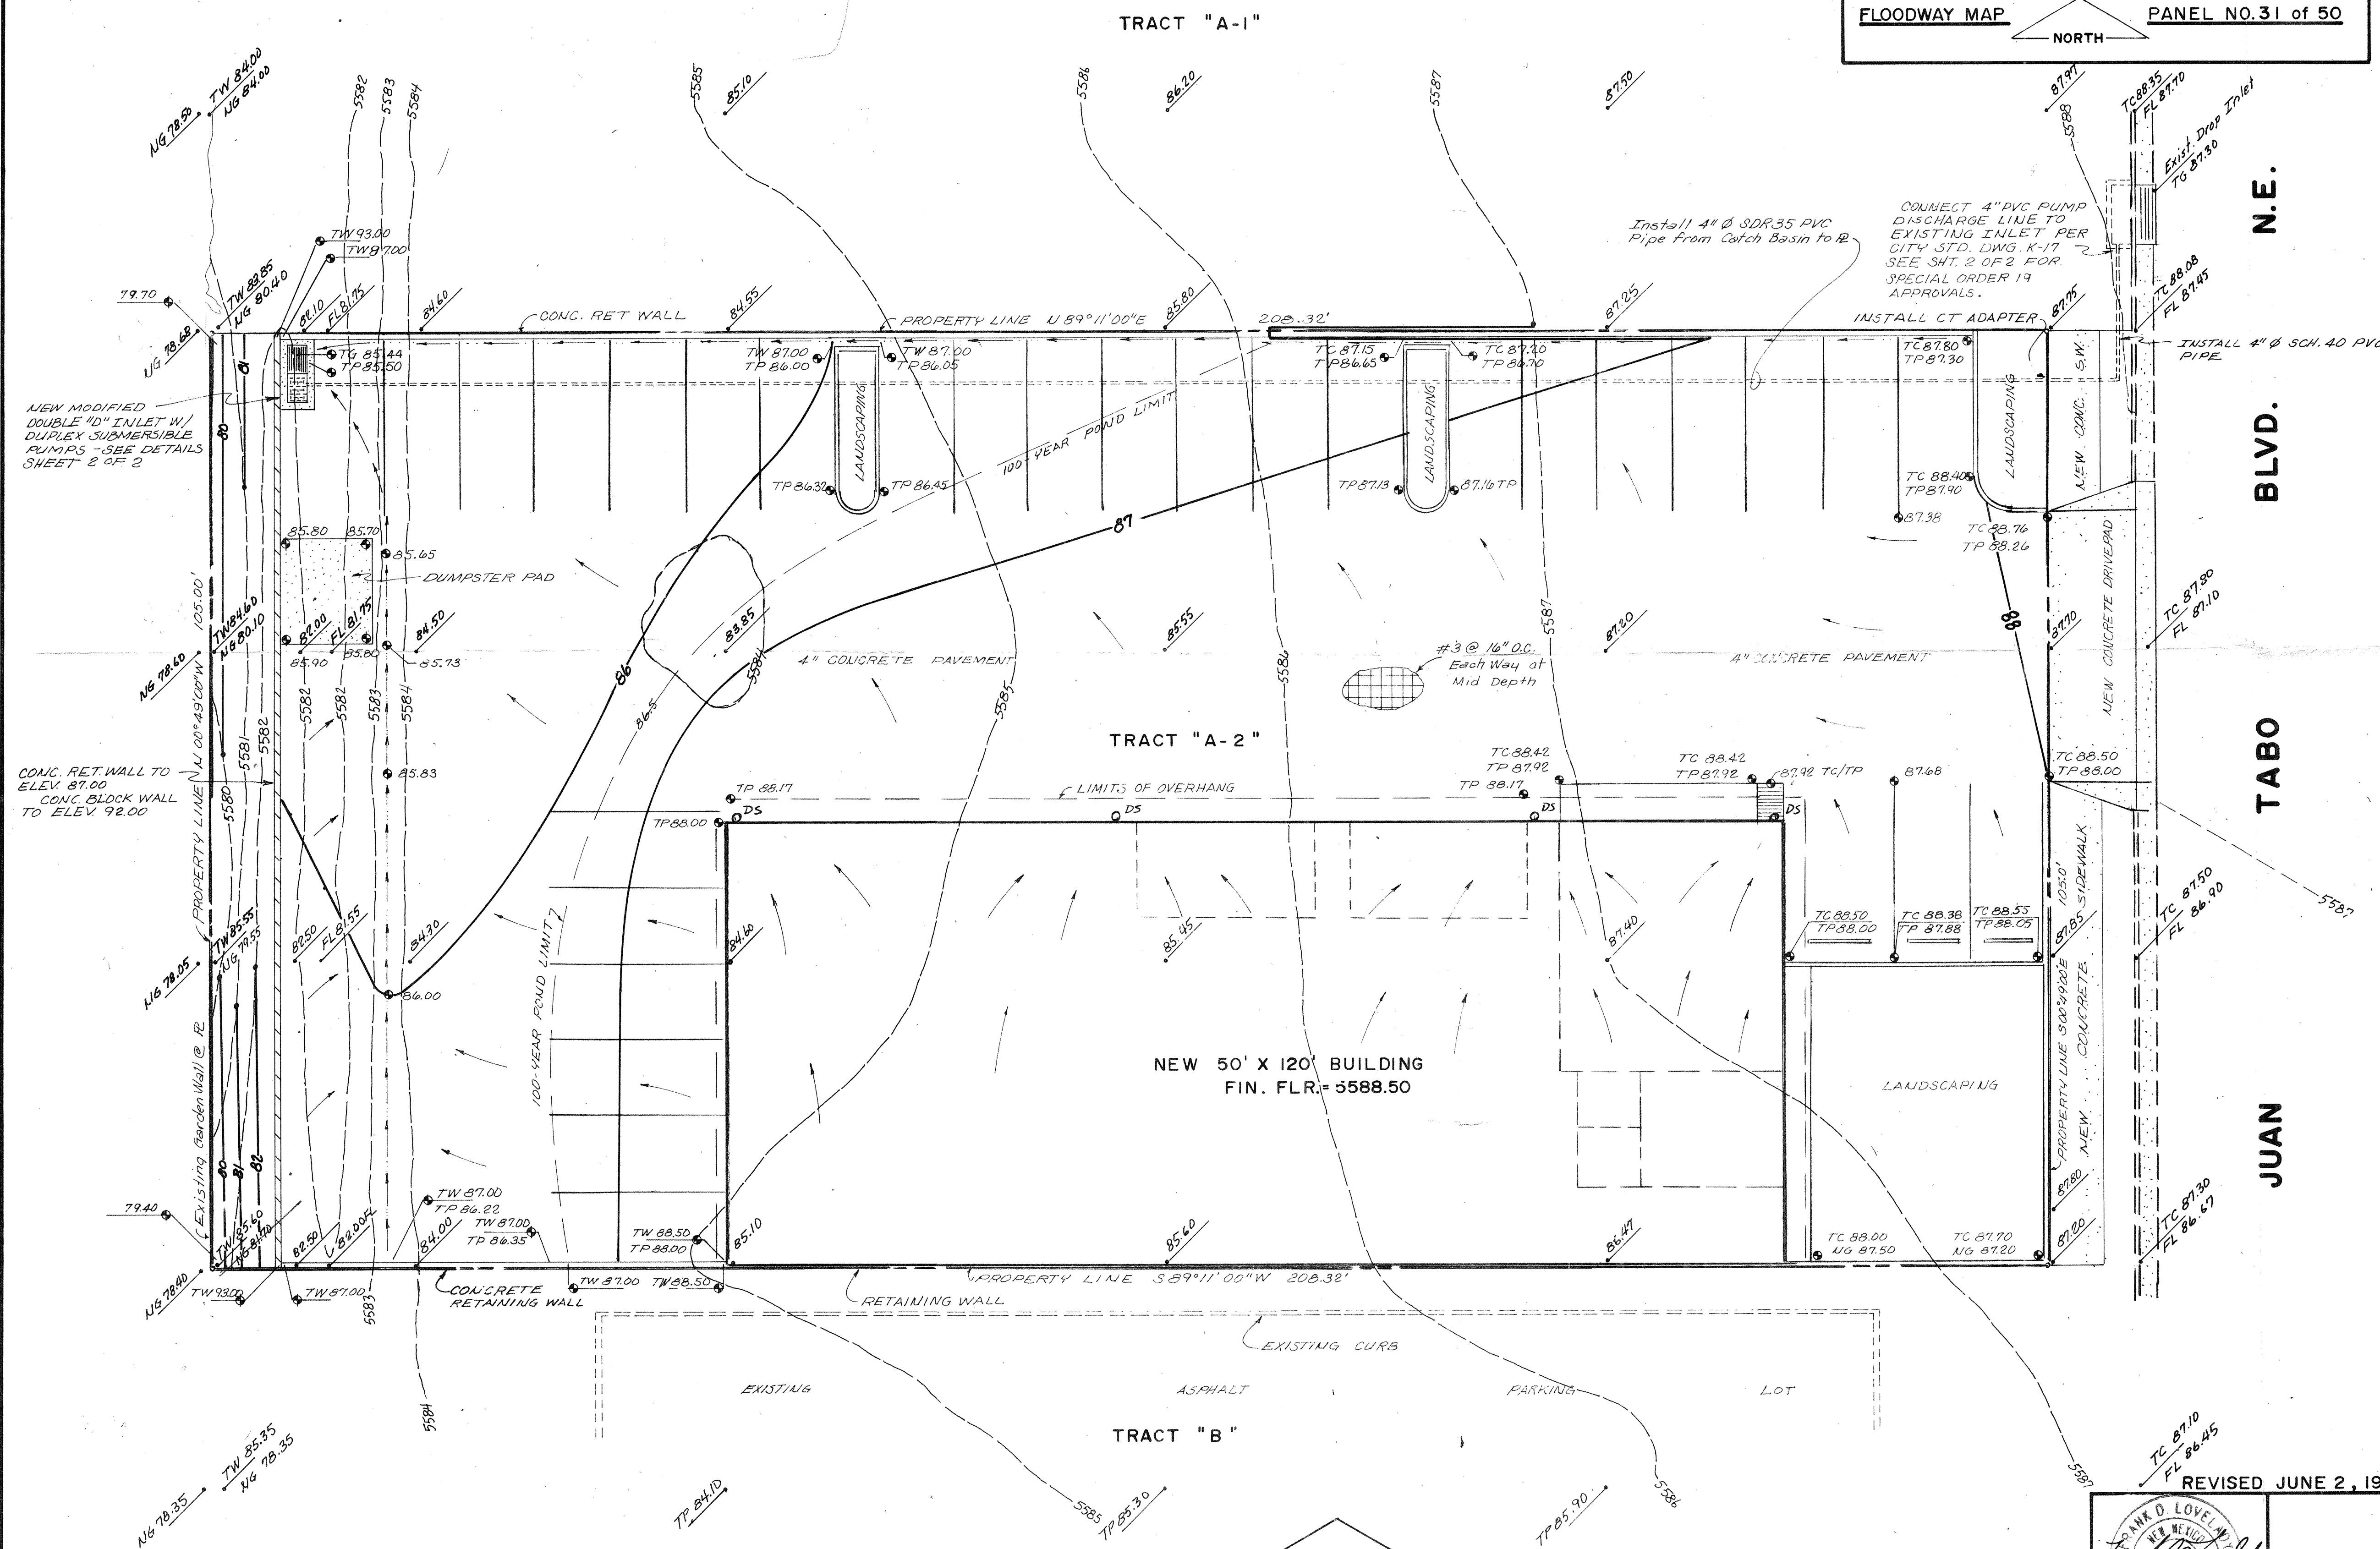 TRACT "A-1"
FLOODWAY MAP
PANEL NO. 31 of 50
NORTH
NG 78.50
TW 84.00
NG 84.00
5582
5583
5584
5585
85.10
5586
86.20
5587
87.50
87.97
5588
TC 88.35
FL 87.70
Exist. Drop Inlet
TG 87.30
N.E.
Install 4" Ø SDR35 PVC
Pipe from Catch Basin to PL
CONNECT 4" PVC PUMP
DISCHARGE LINE TO
EXISTING INLET PER
CITY STD. DWG. K-17
SEE SHT. 2 OF 2 FOR
SPECIAL ORDER 19
APPROVALS.
TW 93.00
TW 87.00
79.70
TW 83.85
NG 80.40
NG 78.68
82.10
FL 81.75
84.60
CONC. RET WALL
84.55
PROPERTY LINE N 89°11'00"E
85.80
208.32'
87.25
INSTALL CT ADAPTER
87.75
TC 88.08
FL 87.45
INSTALL 4" Ø SCH. 40 PVC
PIPE
TG 85.44
TP 85.50
TW 87.00
TP 86.00
TW 87.00
TP 86.05
TC 87.15
TP 86.65
TC 87.20
TP 86.70
TC 87.80
TP 87.30
NEW MODIFIED
DOUBLE "D" INLET W/
DUPLEX SUBMERSIBLE
PUMPS - SEE DETAILS
SHEET 2 OF 2
81
80
LANDSCAPING
100-YEAR POND LIMIT
LANDSCAPING
LANDSCAPING
NEW CONC. S.W.
BLVD.
TP 86.32
TP 86.45
TP 87.13
87.16 TP
TC 88.40
TP 87.90
87.38
TC 88.76
TP 88.26
87
85.80
85.70
85.65
DUMPSTER PAD
NEW CONCRETE DRIVEPAD
88
TW 84.60
NG 80.10
NG 78.60
82.00
FL 81.75
84.50
85.90
85.80
85.73
83.85
5584
4" CONCRETE PAVEMENT
85.55
#3 @ 16" O.C.
Each Way at
Mid Depth
87.20
4" CONCRETE PAVEMENT
87.70
TC 87.80
FL 87.10
86
86.5
5585
5586
5587
5580
5581
5582
5582
5582
5583
5584
PROPERTY LINE N 00°49'00"W 105.00'
TRACT "A-2"
CONC. RET. WALL TO
ELEV. 87.00
CONC. BLOCK WALL
TO ELEV. 92.00
85.83
TP 88.17
LIMITS OF OVERHANG
TC 88.42
TP 87.92
TP 88.17
TC 88.42
TP 87.92
87.92 TC/TP
87.68
TC 88.50
TP 88.00
TABO
TP 88.00
DS
DS
DS
DS
5587
TW 85.55
NG 79.55
NG 78.05
82.50
FL 81.55
84.30
86.00
100-YEAR POND LIMIT
84.60
85.45
87.40
TC 88.50
TP 88.00
TC 88.38
TP 87.88
TC 88.55
TP 88.05
87.85
TC 87.50
FL 86.90
PROPERTY LINE S 00°49'00"E 105.0'
NEW CONCRETE SIDEWALK
NEW 50' X 120' BUILDING
FIN. FLR. = 5588.50
LANDSCAPING
JUAN
Existing Garden Wall @ PL
80
81
82
79.40
TW 85.60
NG 81.70
NG 78.40
82.50
82.00 FL
84.00
TW 87.00
TP 86.22
TW 87.00
TP 86.35
TW 88.50
TP 88.00
85.10
85.60
86.47
TC 88.00
NG 87.50
TC 87.70
NG 87.20
87.80
87.20
TC 87.30
FL 86.67
TW 93.00
TW 87.00
5583
CONCRETE
RETAINING WALL
TW 87.00
TW 88.50
RETAINING WALL
PROPERTY LINE S 89°11'00"W 208.32'
EXISTING CURB
EXISTING ASPHALT PARKING LOT
5584
TRACT "B"
TW 85.35
NG 78.35
NG 78.35
TP 84.10
5585
TP 85.30
TP 85.90
5586
5587
TC 87.10
FL 86.45
REVISED JUNE 2, 19
NEW MEXICO